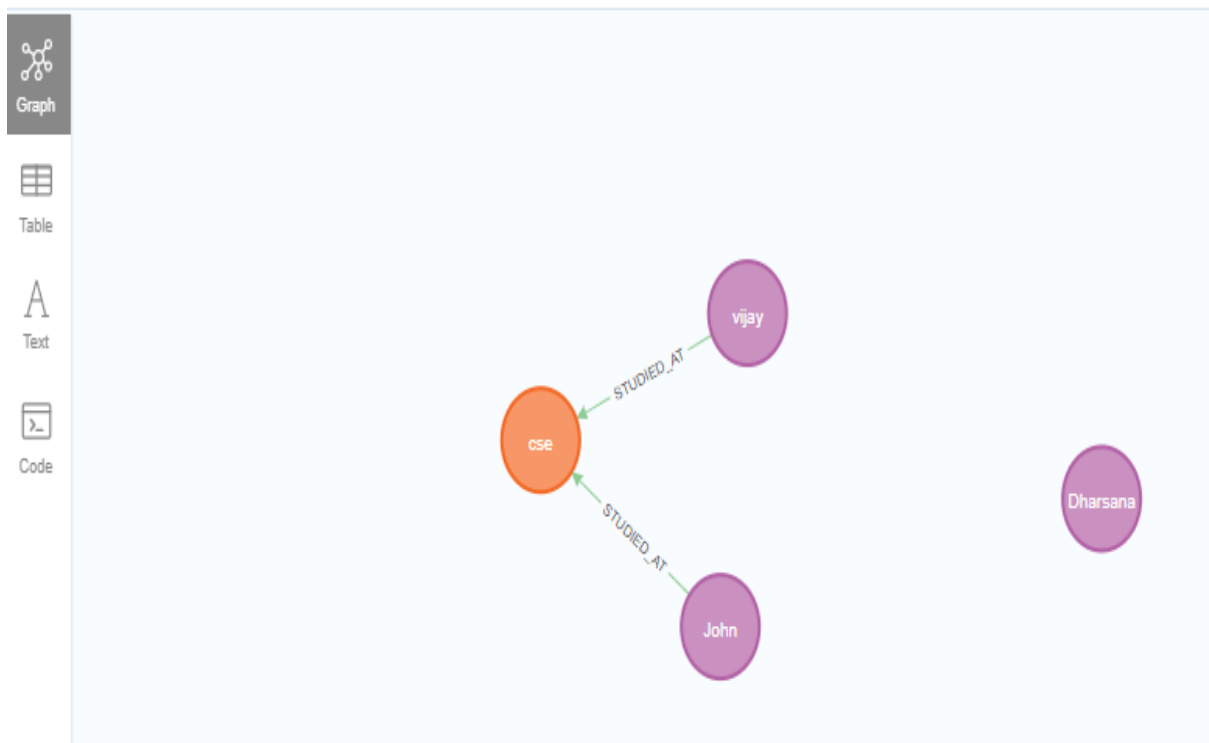 Graph
Table
Text
Code
vijay
STUDIED_AT
cse
Dharsana
STUDIED_AT
John